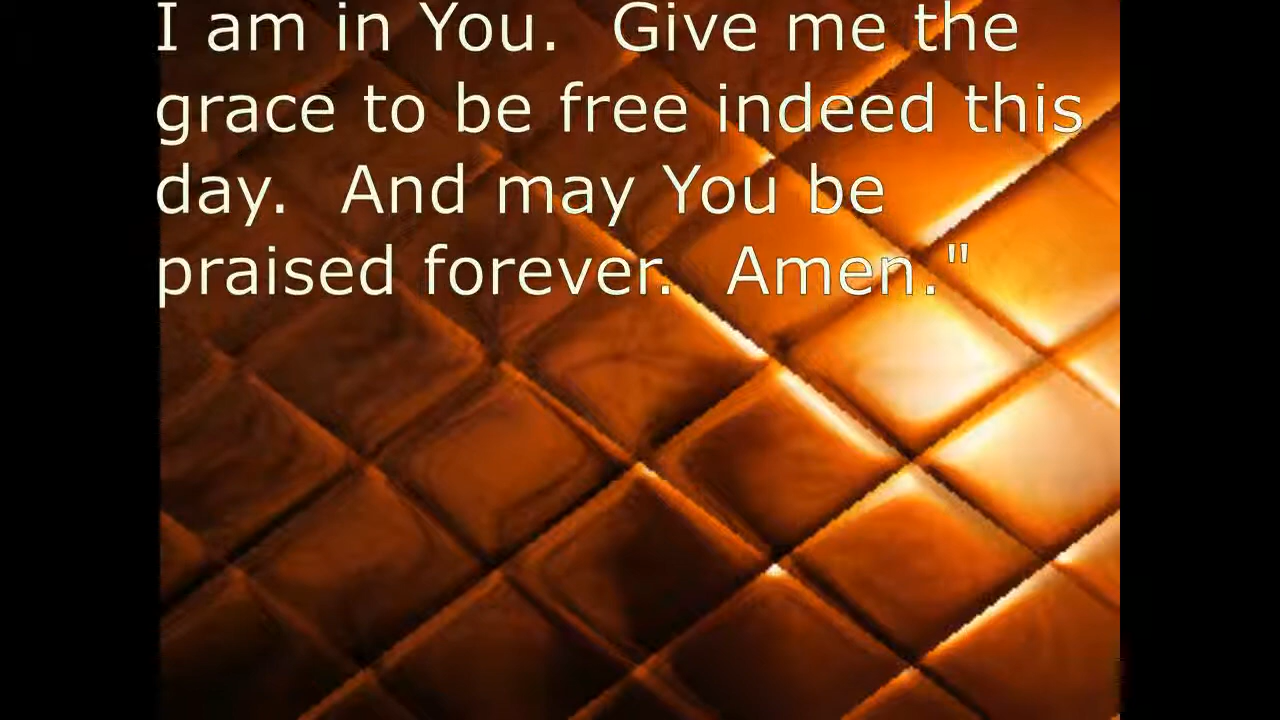 I am in You.  Give me the
grace to be free indeed this
day.  And may You be
praised forever.  Amen."